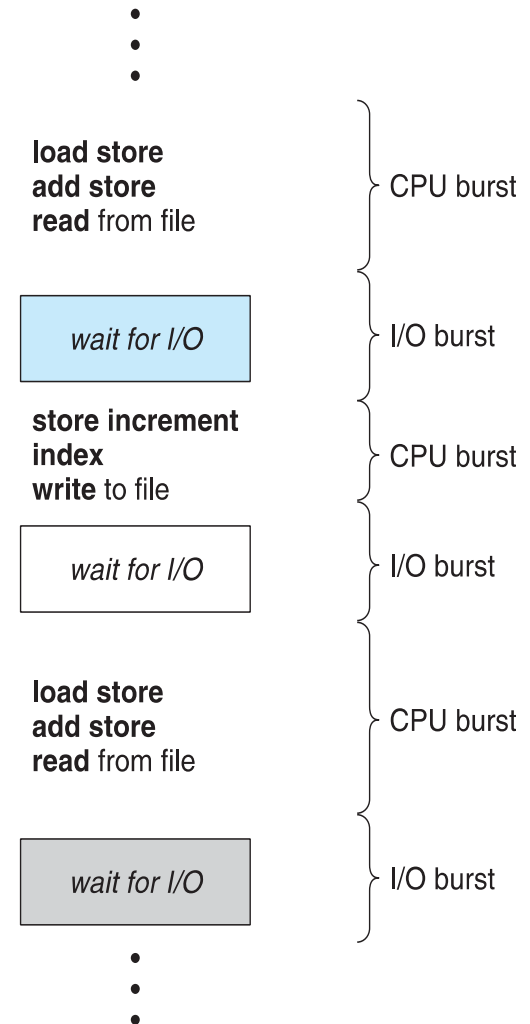 load store
add store
read from file
CPU burst
wait for I/O
I/O burst
store increment
index
write to file
CPU burst
wait for I/O
I/O burst
load store
add store
read from file
CPU burst
wait for I/O
I/O burst